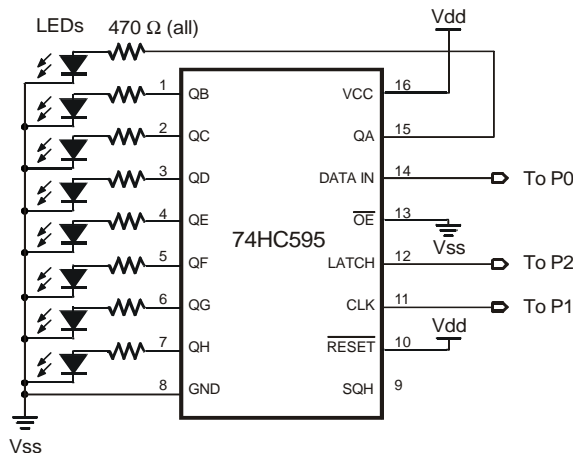 LEDs 470 Ω (all) Vdd
1 QB VCC 16
2 QC QA 15
3 QD DATA IN 14 To P0
4 QE OE 13
74HC595 Vss
5 QF LATCH 12 To P2
6 QG CLK 11 To P1
Vdd
7 QH RESET 10
8 GND SQH 9
Vss